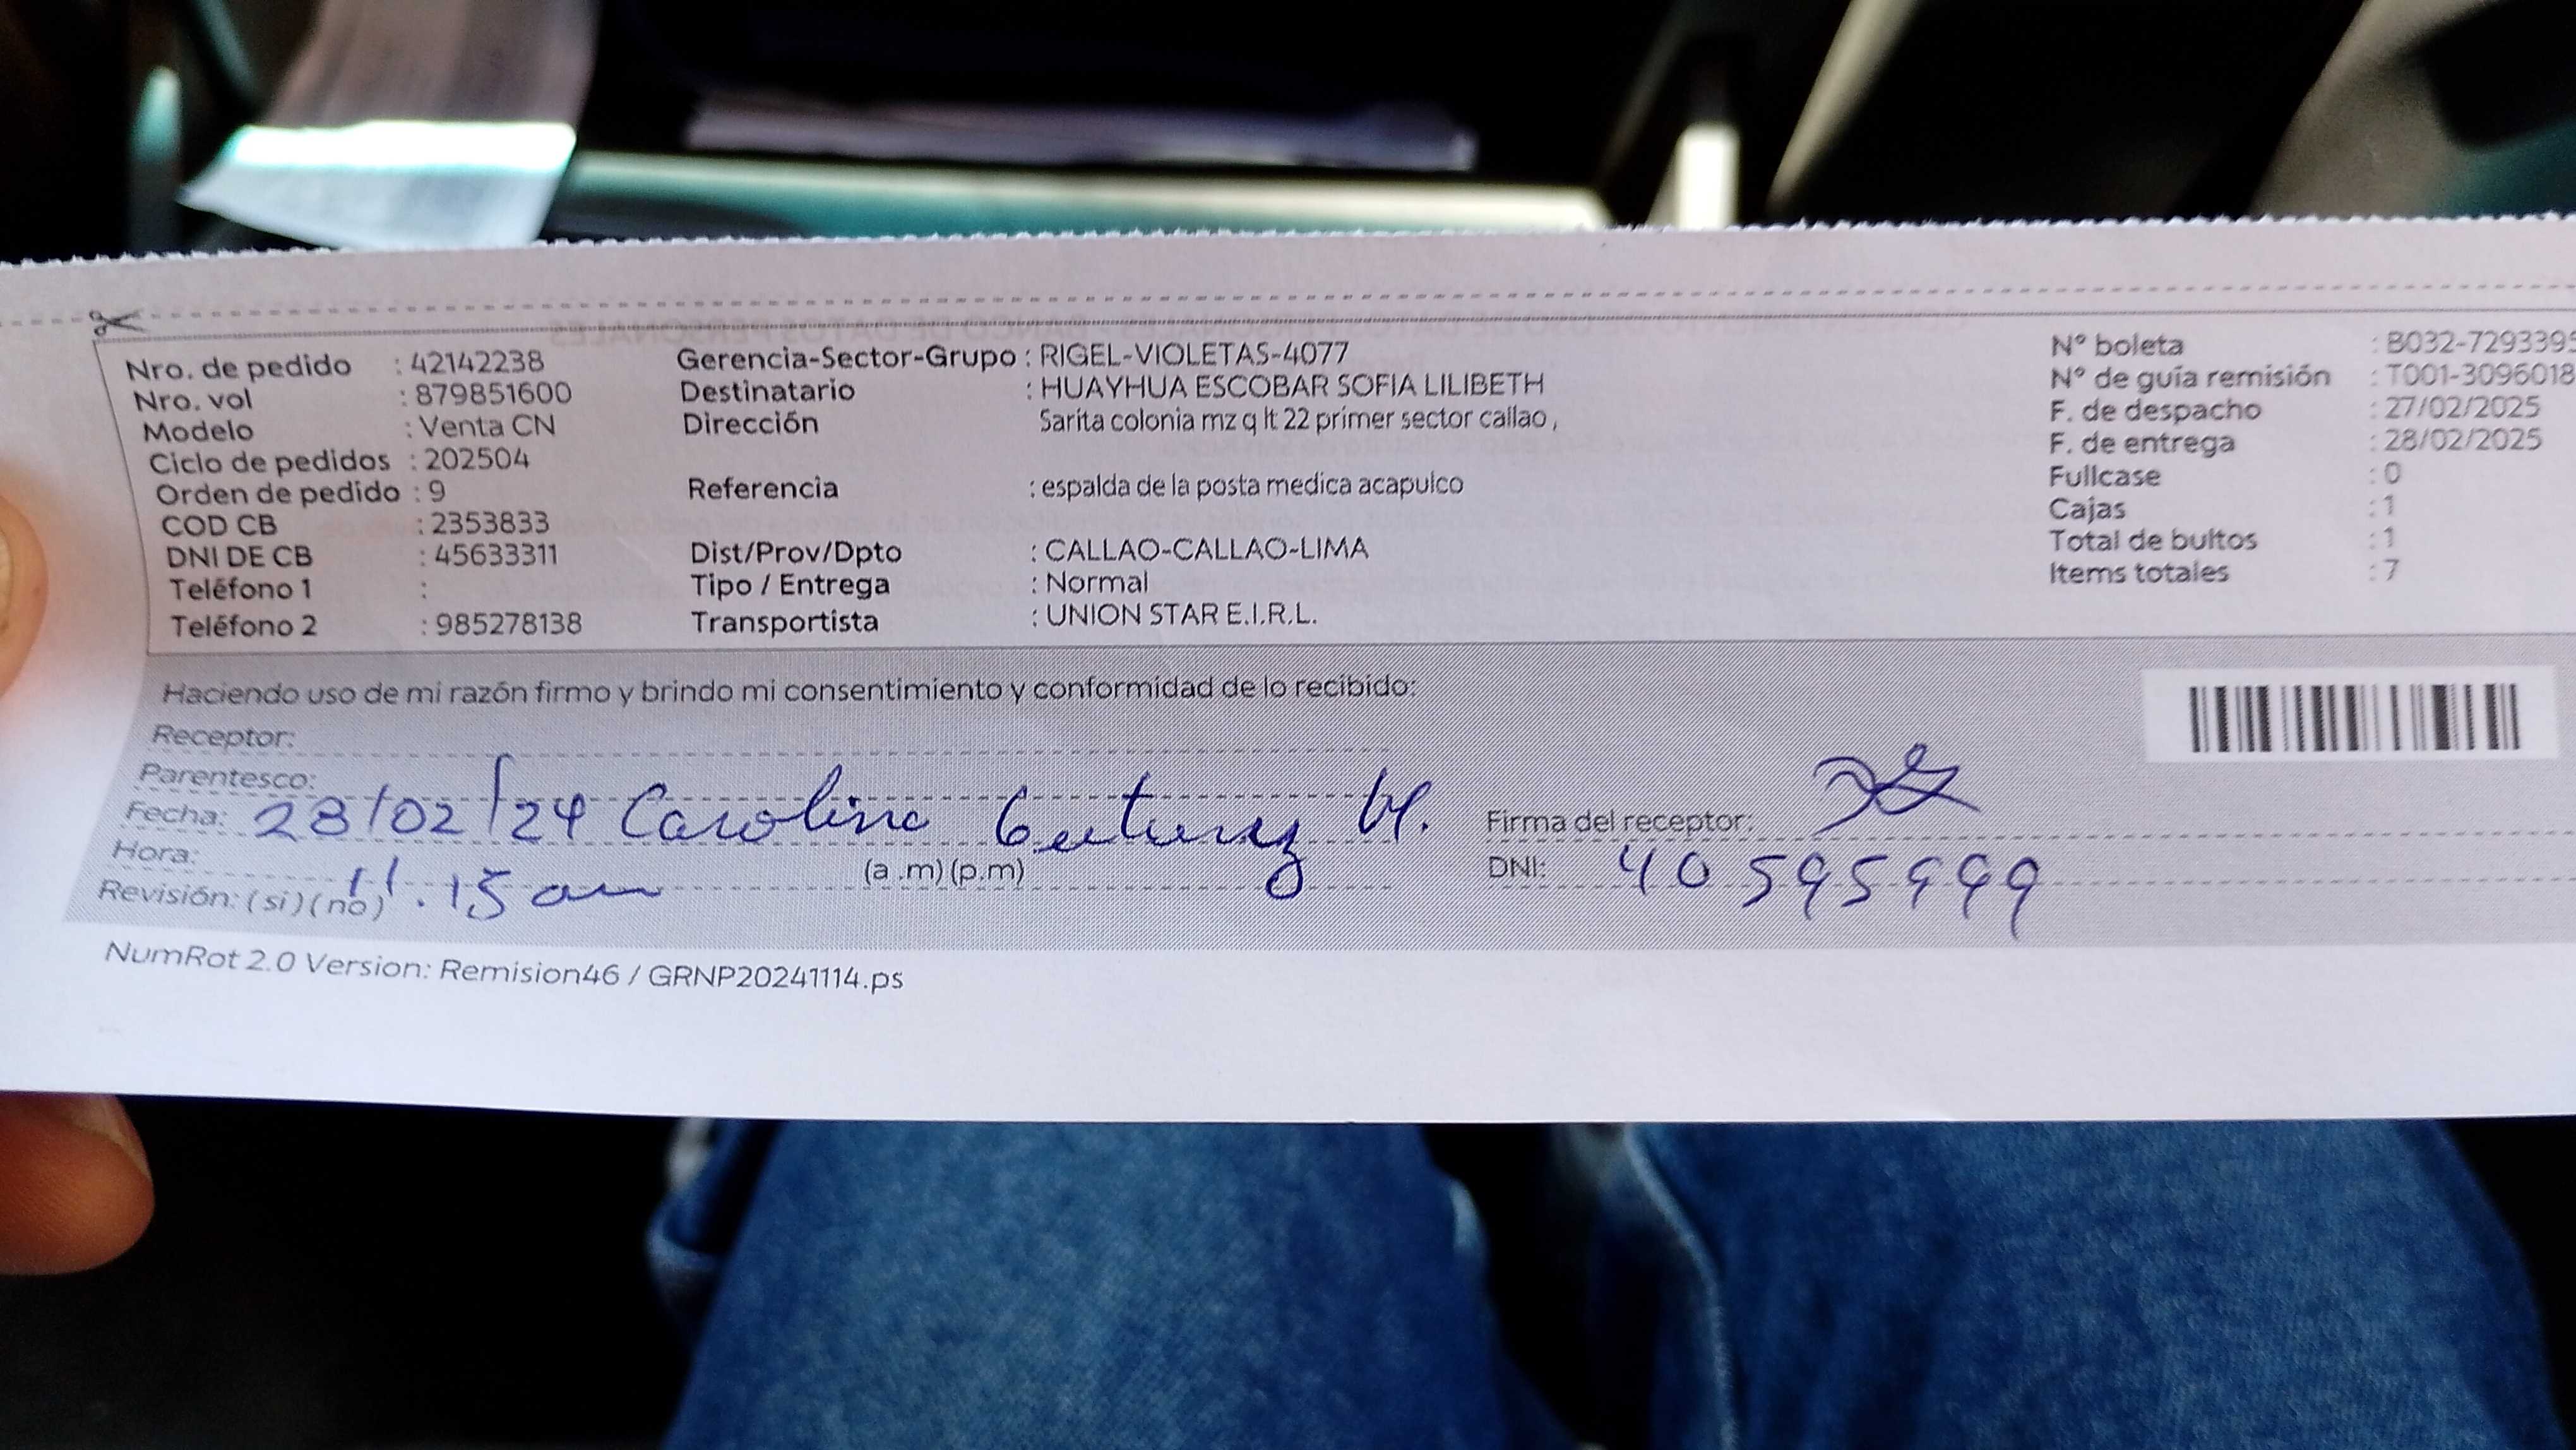 Nro. de pedido : 42142238 Gerencia-Sector-Grupo : RIGEL-VIOLETAS-4077 N° boleta : B032-7293395
Nro. vol : 879851600 Destinatario : HUAYHUA ESCOBAR SOFIA LILIBETH N° de guía remisión : T001-3096018
Modelo : Venta CN Dirección Sarita colonia mz q lt 22 primer sector callao , F. de despacho : 27/02/2025
Ciclo de pedidos : 202504 F. de entrega : 28/02/2025
Orden de pedido : 9 Referencia : espalda de la posta medica acapulco Fullcase : 0
COD CB : 2353833 Cajas : 1
DNI DE CB : 45633311 Dist/Prov/Dpto : CALLAO-CALLAO-LIMA Total de bultos : 1
Teléfono 1 : Tipo / Entrega : Normal Items totales : 7
Teléfono 2 : 985278138 Transportista : UNION STAR E.I.R.L.
Haciendo uso de mi razón firmo y brindo mi consentimiento y conformidad de lo recibido:
Receptor:
Parentesco:
Fecha: 28/02/24 Carolina M. Firma del receptor:
Hora: (a .m) (p.m) DNI: 40595999
Revisión: (si) (no) 11.15 am
NumRot 2.0 Version: Remision46 / GRNP20241114.ps